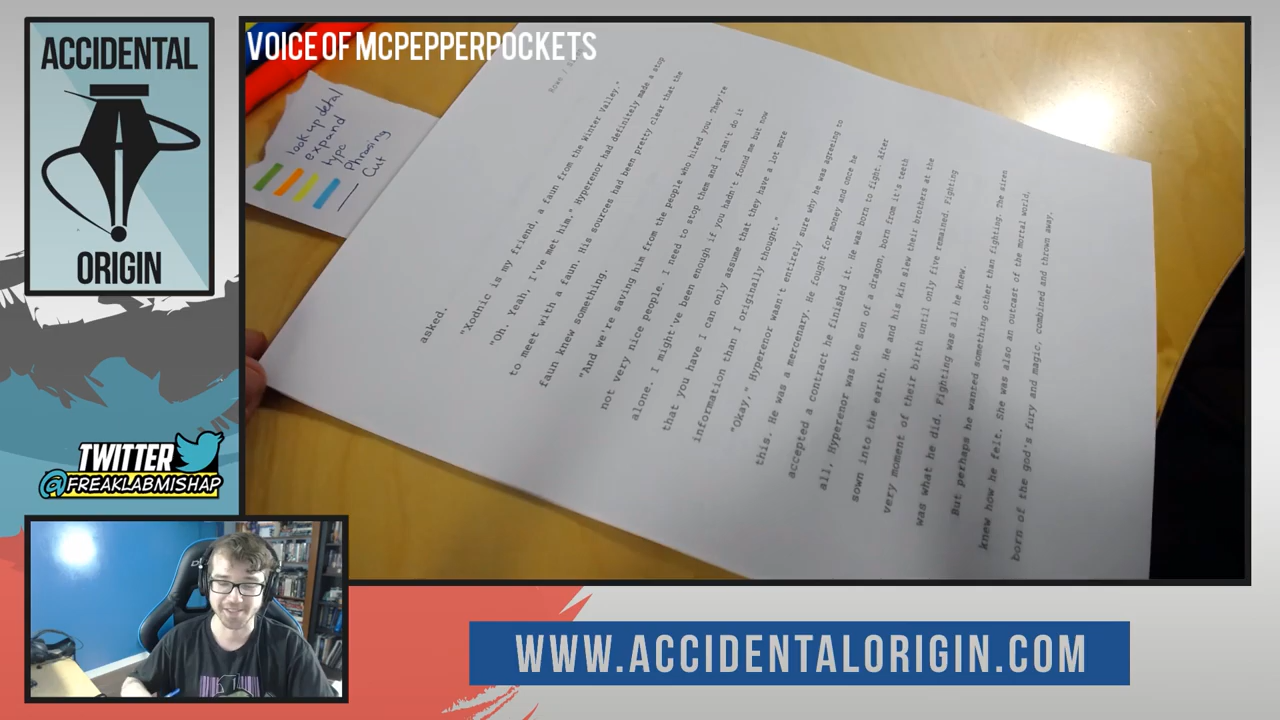 ACCIDENTAL
ORIGIN
VOICE OF MCPEPPERPOCKETS
look up detail
expand
typo
Phrasing
Cut
asked.
"Xodnic is my friend, a faun from the Winter Valley."
"Oh. Yeah, I've met him." Hyperenor had definitely made a stop
to meet with a faun. His sources had been pretty clear that the
faun knew something.
"And we're saving him from the people who hired you. They're
not very nice people. I need to stop them and I can't do it
alone. I might've been enough if you hadn't found me but now
that you have I can only assume that they have a lot more
information than I originally thought."
"Okay," Hyperenor wasn't entirely sure why he was agreeing to
this. He was a mercenary. He fought for money and once he
accepted a contract he finished it. He was born to fight. After
all, Hyperenor was the son of a dragon, born from it's teeth
sown into the earth. He and his kin slew their brothers at the
very moment of their birth until only five remained. Fighting
was what he did. Fighting was all he knew.
But perhaps he wanted something other than fighting. The siren
knew how he felt. She was also an outcast of the mortal world,
born of the god's fury and magic, combined and thrown away.
TWITTER
@FREAKLABMISHAP
WWW.ACCIDENTALORIGIN.COM